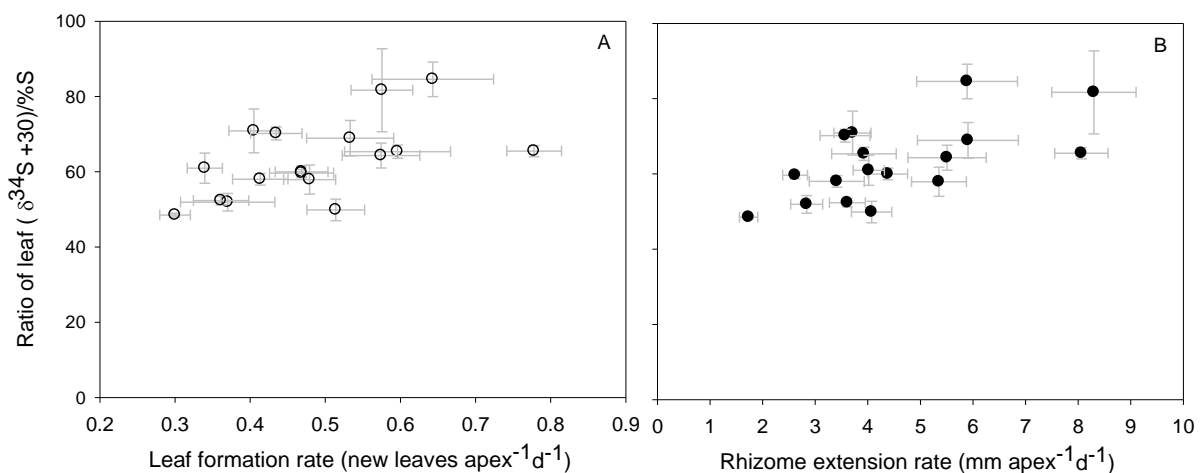 Ratio of leaf ( δ³⁴S +30)/%S
100
80
60
40
20
0
A
0.2 0.3 0.4 0.5 0.6 0.7 0.8 0.9
Leaf formation rate (new leaves apex⁻¹d⁻¹)
B
0 1 2 3 4 5 6 7 8 9 10
Rhizome extension rate (mm apex⁻¹d⁻¹)